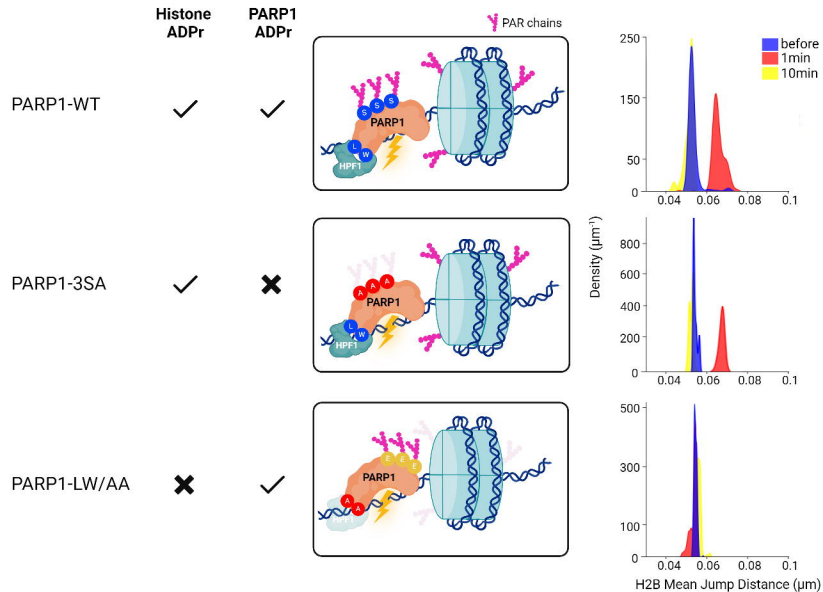 Histone ADPr
PARP1 ADPr
PAR chains
PARP1-WT
S S S
PARP1
L
W
HPF1
250
150
50
0
0.04 0.06 0.08 0.1
before
1min
10min
PARP1-3SA
A A A
PARP1
L
W
HPF1
Density (µm⁻¹)
800
600
400
200
0
0.04 0.06 0.08 0.1
PARP1-LW/AA
E E E
PARP1
A
A
HPF1
500
300
100
0
0.04 0.06 0.08 0.1
H2B Mean Jump Distance (µm)